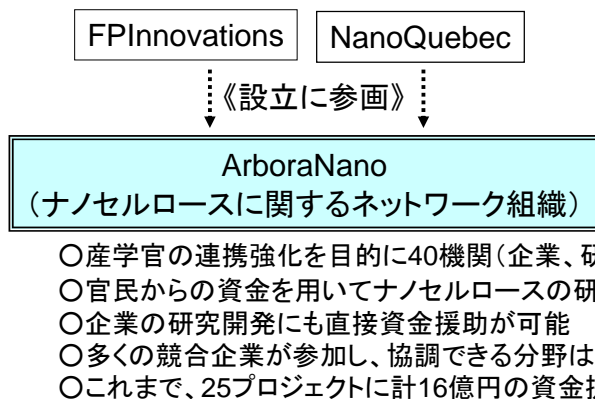 FPInnovations
NanoQuebec
《設立に参画》
ArboraNano
（ナノセルロースに関するネットワーク組織）
○産学官の連携強化を目的に40機関（企業、研
○官民からの資金を用いてナノセルロースの研
○企業の研究開発にも直接資金援助が可能
○多くの競合企業が参加し、協調できる分野は
○これまで、25プロジェクトに計16億円の資金援